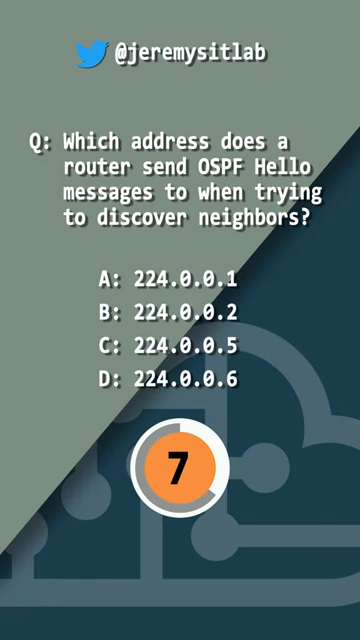 @jeremysitlab
Q: Which address does a
router send OSPF Hello
messages to when trying
to discover neighbors?
A: 224.0.0.1
B: 224.0.0.2
C: 224.0.0.5
D: 224.0.0.6
7